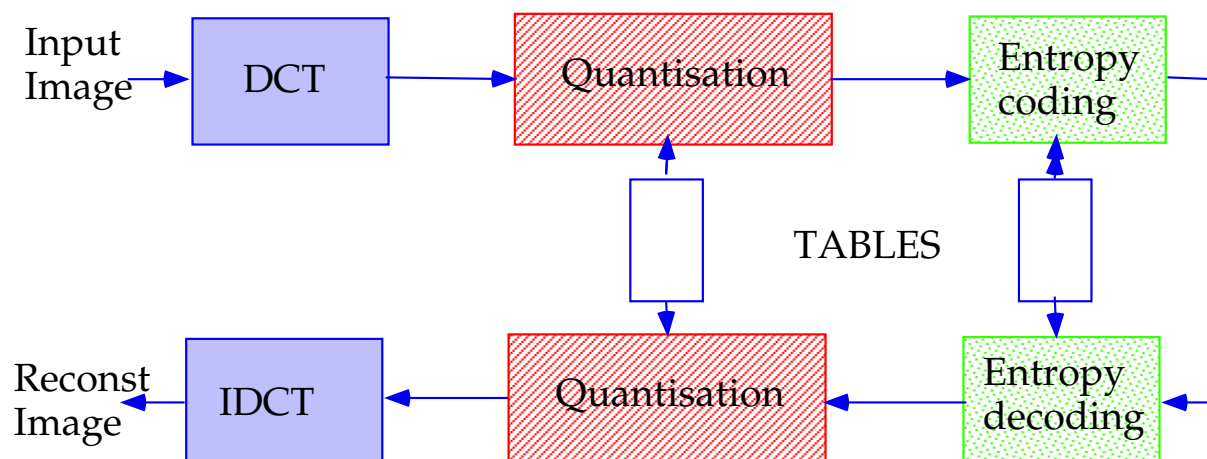 Input
Image
DCT
Quantisation
Entropy
coding
TABLES
Reconst
Image
IDCT
Quantisation
Entropy
decoding